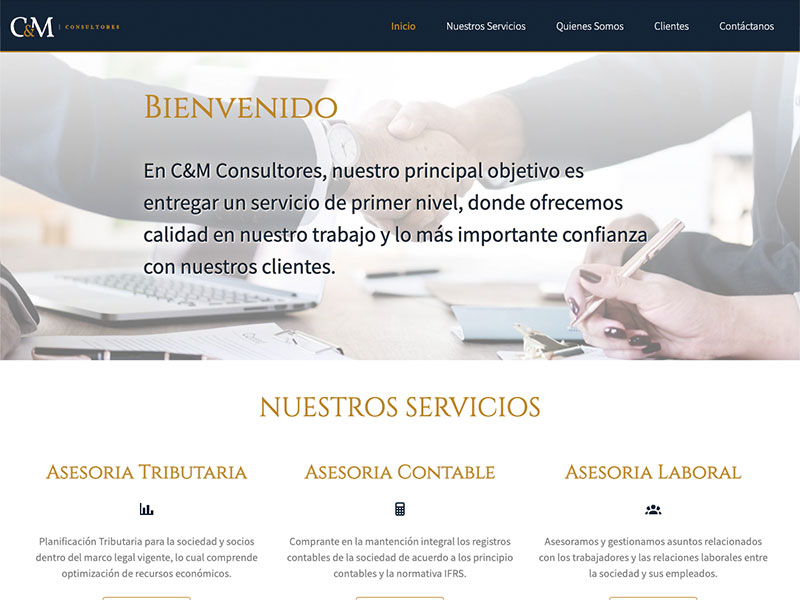 C&M | CONSULTORES
Inicio
Nuestros Servicios
Quienes Somos
Clientes
Contáctanos
Bienvenido
En C&M Consultores, nuestro principal objetivo es
entregar un servicio de primer nivel, donde ofrecemos
calidad en nuestro trabajo y lo más importante confianza
con nuestros clientes.
NUESTROS SERVICIOS
Asesoria Tributaria
Planificación Tributaria para la sociedad y socios
dentro del marco legal vigente, lo cual comprende
optimización de recursos económicos.
Asesoria Contable
Comprante en la mantención integral los registros
contables de la sociedad de acuerdo a los principio
contables y la normativa IFRS.
Asesoria Laboral
Asesoramos y gestionamos asuntos relacionados
con los trabajadores y las relaciones laborales entre
la sociedad y sus empleados.